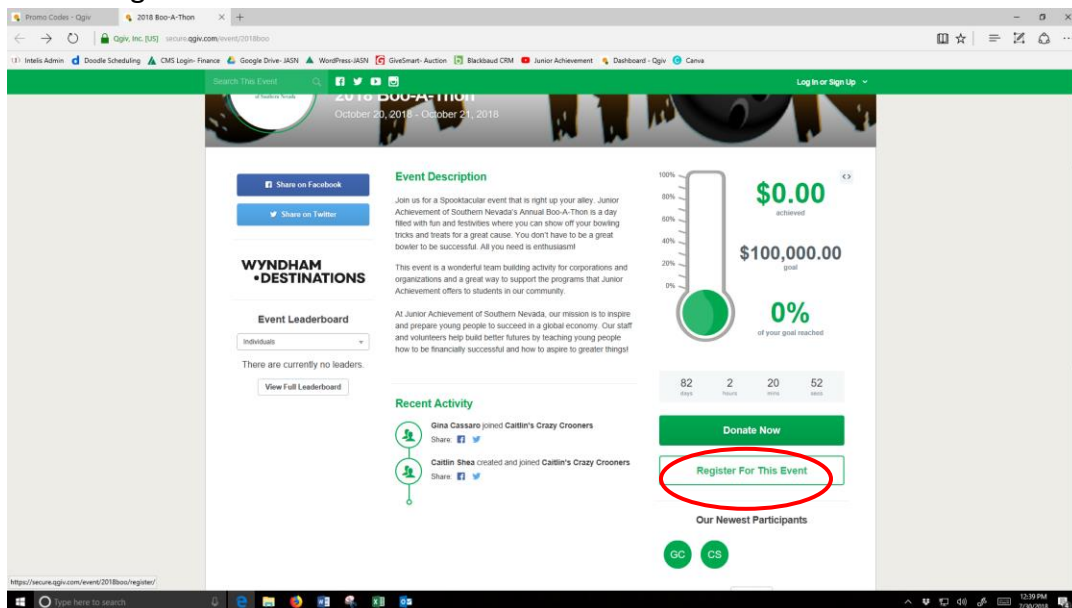 Promo Codes - Qgiv
2018 Boo-A-Thon
Qgiv, Inc. [US] secure.qgiv.com/event/2018boo
Intelis Admin Doodle Scheduling CMS Login- Finance Google Drive- JASN WordPress-JASN GiveSmart- Auction Blackbaud CRM Junior Achievement Dashboard - Qgiv Canva
Search This Event
Log In or Sign Up
of Southern Nevada
2018 Boo-A-Thon
October 20, 2018 - October 21, 2018
Share on Facebook
Share on Twitter
WYNDHAM
•DESTINATIONS
Event Leaderboard
Individuals
There are currently no leaders.
View Full Leaderboard
Event Description
Join us for a Spooktacular event that is right up your alley. Junior
Achievement of Southern Nevada's Annual Boo-A-Thon is a day
filled with fun and festivities where you can show off your bowling
tricks and treats for a great cause. You don't have to be a great
bowler to be successful. All you need is enthusiasm!
This event is a wonderful team building activity for corporations and
organizations and a great way to support the programs that Junior
Achievement offers to students in our community.
At Junior Achievement of Southern Nevada, our mission is to inspire
and prepare young people to succeed in a global economy. Our staff
and volunteers help build better futures by teaching young people
how to be financially successful and how to aspire to greater things!
Recent Activity
Gina Cassaro joined Caitlin's Crazy Crooners
Share:
Caitlin Shea created and joined Caitlin's Crazy Crooners
Share:
100%
80%
60%
40%
20%
0%
$0.00
achieved
$100,000.00
goal
0%
of your goal reached
82 2 20 52
days hours mins secs
Donate Now
Register For This Event
Our Newest Participants
GC CS
https://secure.qgiv.com/event/2018boo/register/
Type here to search
12:39 PM
7/30/2018